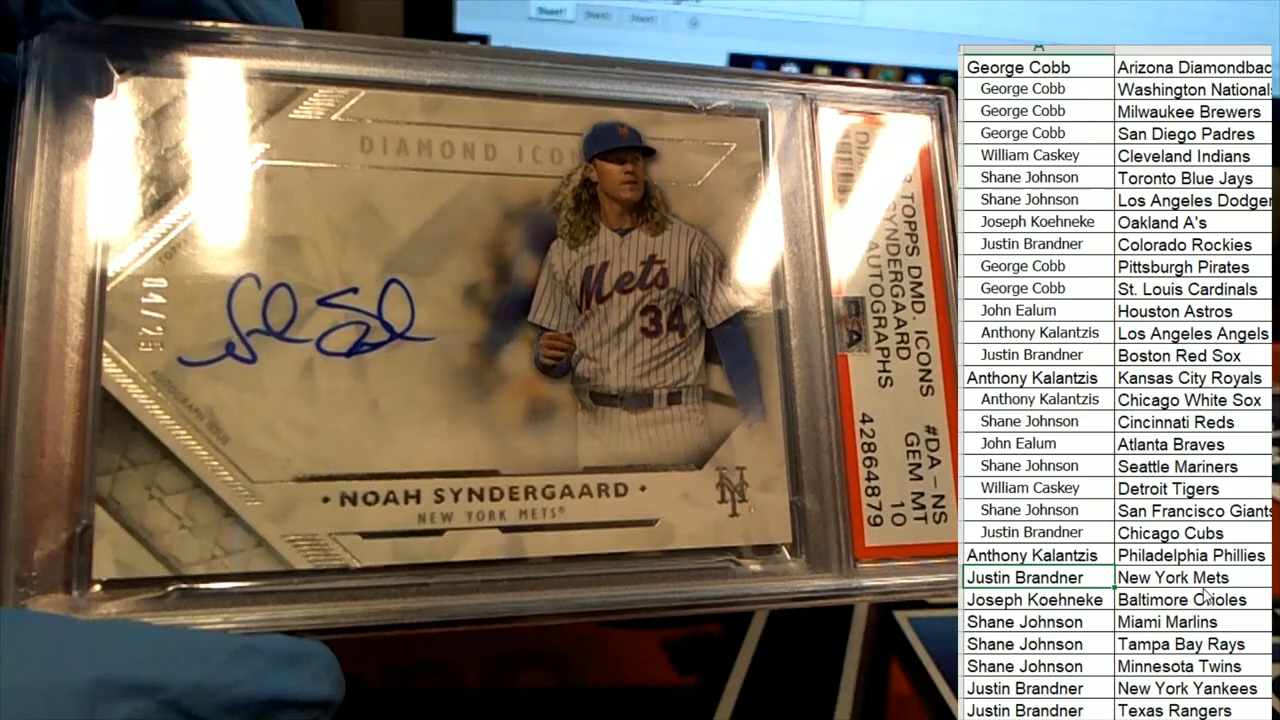 DIAMOND ICON
Mets
34
04/25
AUTOGRAPH ISSUE
• NOAH SYNDERGAARD •
NEW YORK METS®
NY
TOPPS DMD. ICONS
#DA-NS
SYNDERGAARD
GEM MT
AUTOGRAPHS
10
42864879
A
George Cobb Arizona Diamondbac
George Cobb Washington National
George Cobb Milwaukee Brewers
George Cobb San Diego Padres
William Caskey Cleveland Indians
Shane Johnson Toronto Blue Jays
Shane Johnson Los Angeles Dodger
Joseph Koehneke Oakland A's
Justin Brandner Colorado Rockies
George Cobb Pittsburgh Pirates
George Cobb St. Louis Cardinals
John Ealum Houston Astros
Anthony Kalantzis Los Angeles Angels
Justin Brandner Boston Red Sox
Anthony Kalantzis Kansas City Royals
Anthony Kalantzis Chicago White Sox
Shane Johnson Cincinnati Reds
John Ealum Atlanta Braves
Shane Johnson Seattle Mariners
William Caskey Detroit Tigers
Shane Johnson San Francisco Giants
Justin Brandner Chicago Cubs
Anthony Kalantzis Philadelphia Phillies
Justin Brandner New York Mets
Joseph Koehneke Baltimore Orioles
Shane Johnson Miami Marlins
Shane Johnson Tampa Bay Rays
Shane Johnson Minnesota Twins
Justin Brandner New York Yankees
Justin Brandner Texas Rangers